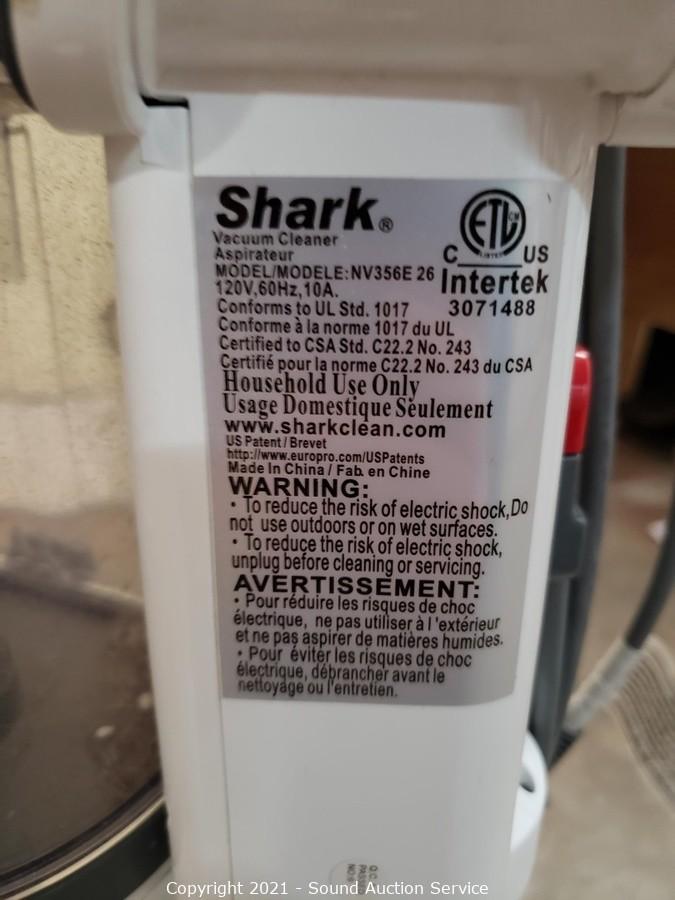 Shark®
Vacuum Cleaner
Aspirateur
MODEL/MODELE:NV356E 26
120V,60Hz,10A.
ETL CM
LISTED
C US
Intertek
3071488
Conforms to UL Std. 1017
Conforme à la norme 1017 du UL
Certified to CSA Std. C22.2 No. 243
Certifié pour la norme C22.2 No. 243 du CSA
Household Use Only
Usage Domestique Seulement
www.sharkclean.com
US Patent / Brevet
http://www.europro.com/USPatents
Made In China / Fab. en Chine
WARNING:
· To reduce the risk of electric shock,Do
not use outdoors or on wet surfaces.
· To reduce the risk of electric shock,
unplug before cleaning or servicing.
AVERTISSEMENT:
· Pour réduire les risques de choc
électrique, ne pas utiliser à l'extérieur
et ne pas aspirer de matières humides.
· Pour éviter les risques de choc
électrique, débrancher avant le
nettoyage ou l'entretien.
Q.C.
Copyright 2021 - Sound Auction Service